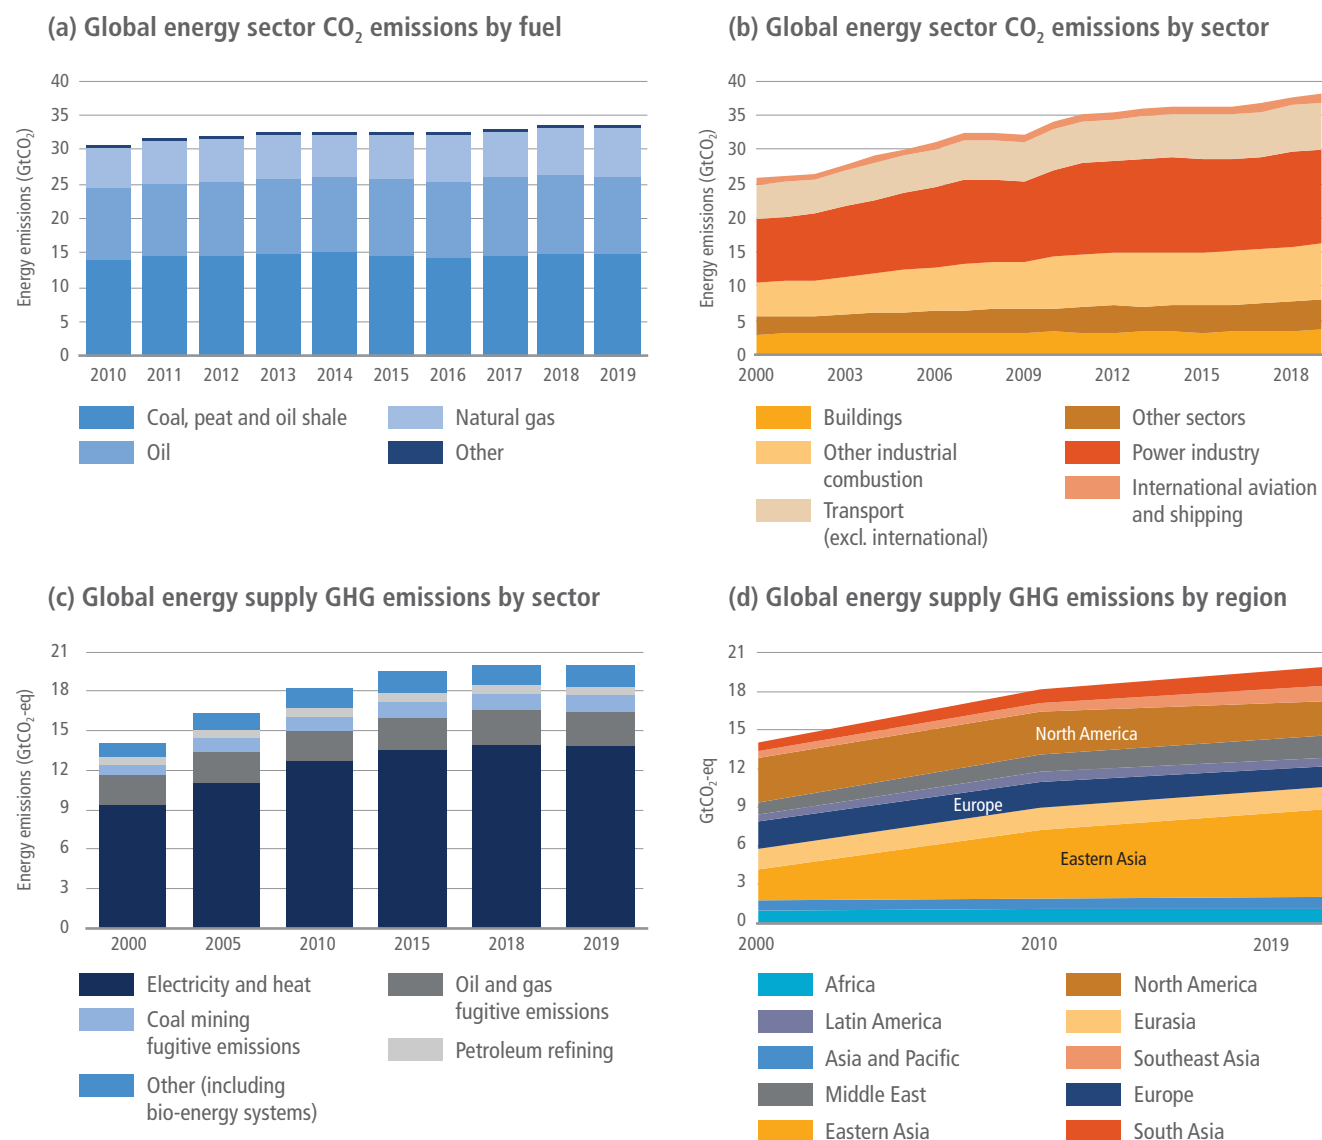 (a) Global energy sector CO₂ emissions by fuel
Energy emissions (GtCO₂)
40
35
30
25
20
15
10
5
0
2010 2011 2012 2013 2014 2015 2016 2017 2018 2019
Coal, peat and oil shale
Natural gas
Oil
Other
(b) Global energy sector CO₂ emissions by sector
Energy emissions (GtCO₂)
40
35
30
25
20
15
10
5
0
2000 2003 2006 2009 2012 2015 2018
Buildings
Other sectors
Other industrial
combustion
Power industry
Transport
(excl. international)
International aviation
and shipping
(c) Global energy supply GHG emissions by sector
Energy emissions (GtCO₂-eq)
21
18
15
12
9
6
3
0
2000 2005 2010 2015 2018 2019
Electricity and heat
Oil and gas
fugitive emissions
Coal mining
fugitive emissions
Petroleum refining
Other (including
bio-energy systems)
(d) Global energy supply GHG emissions by region
GtCO₂-eq
21
18
15
12
9
6
3
0
North America
Europe
Eastern Asia
2000 2010 2019
Africa
North America
Latin America
Eurasia
Asia and Pacific
Southeast Asia
Middle East
Europe
Eastern Asia
South Asia